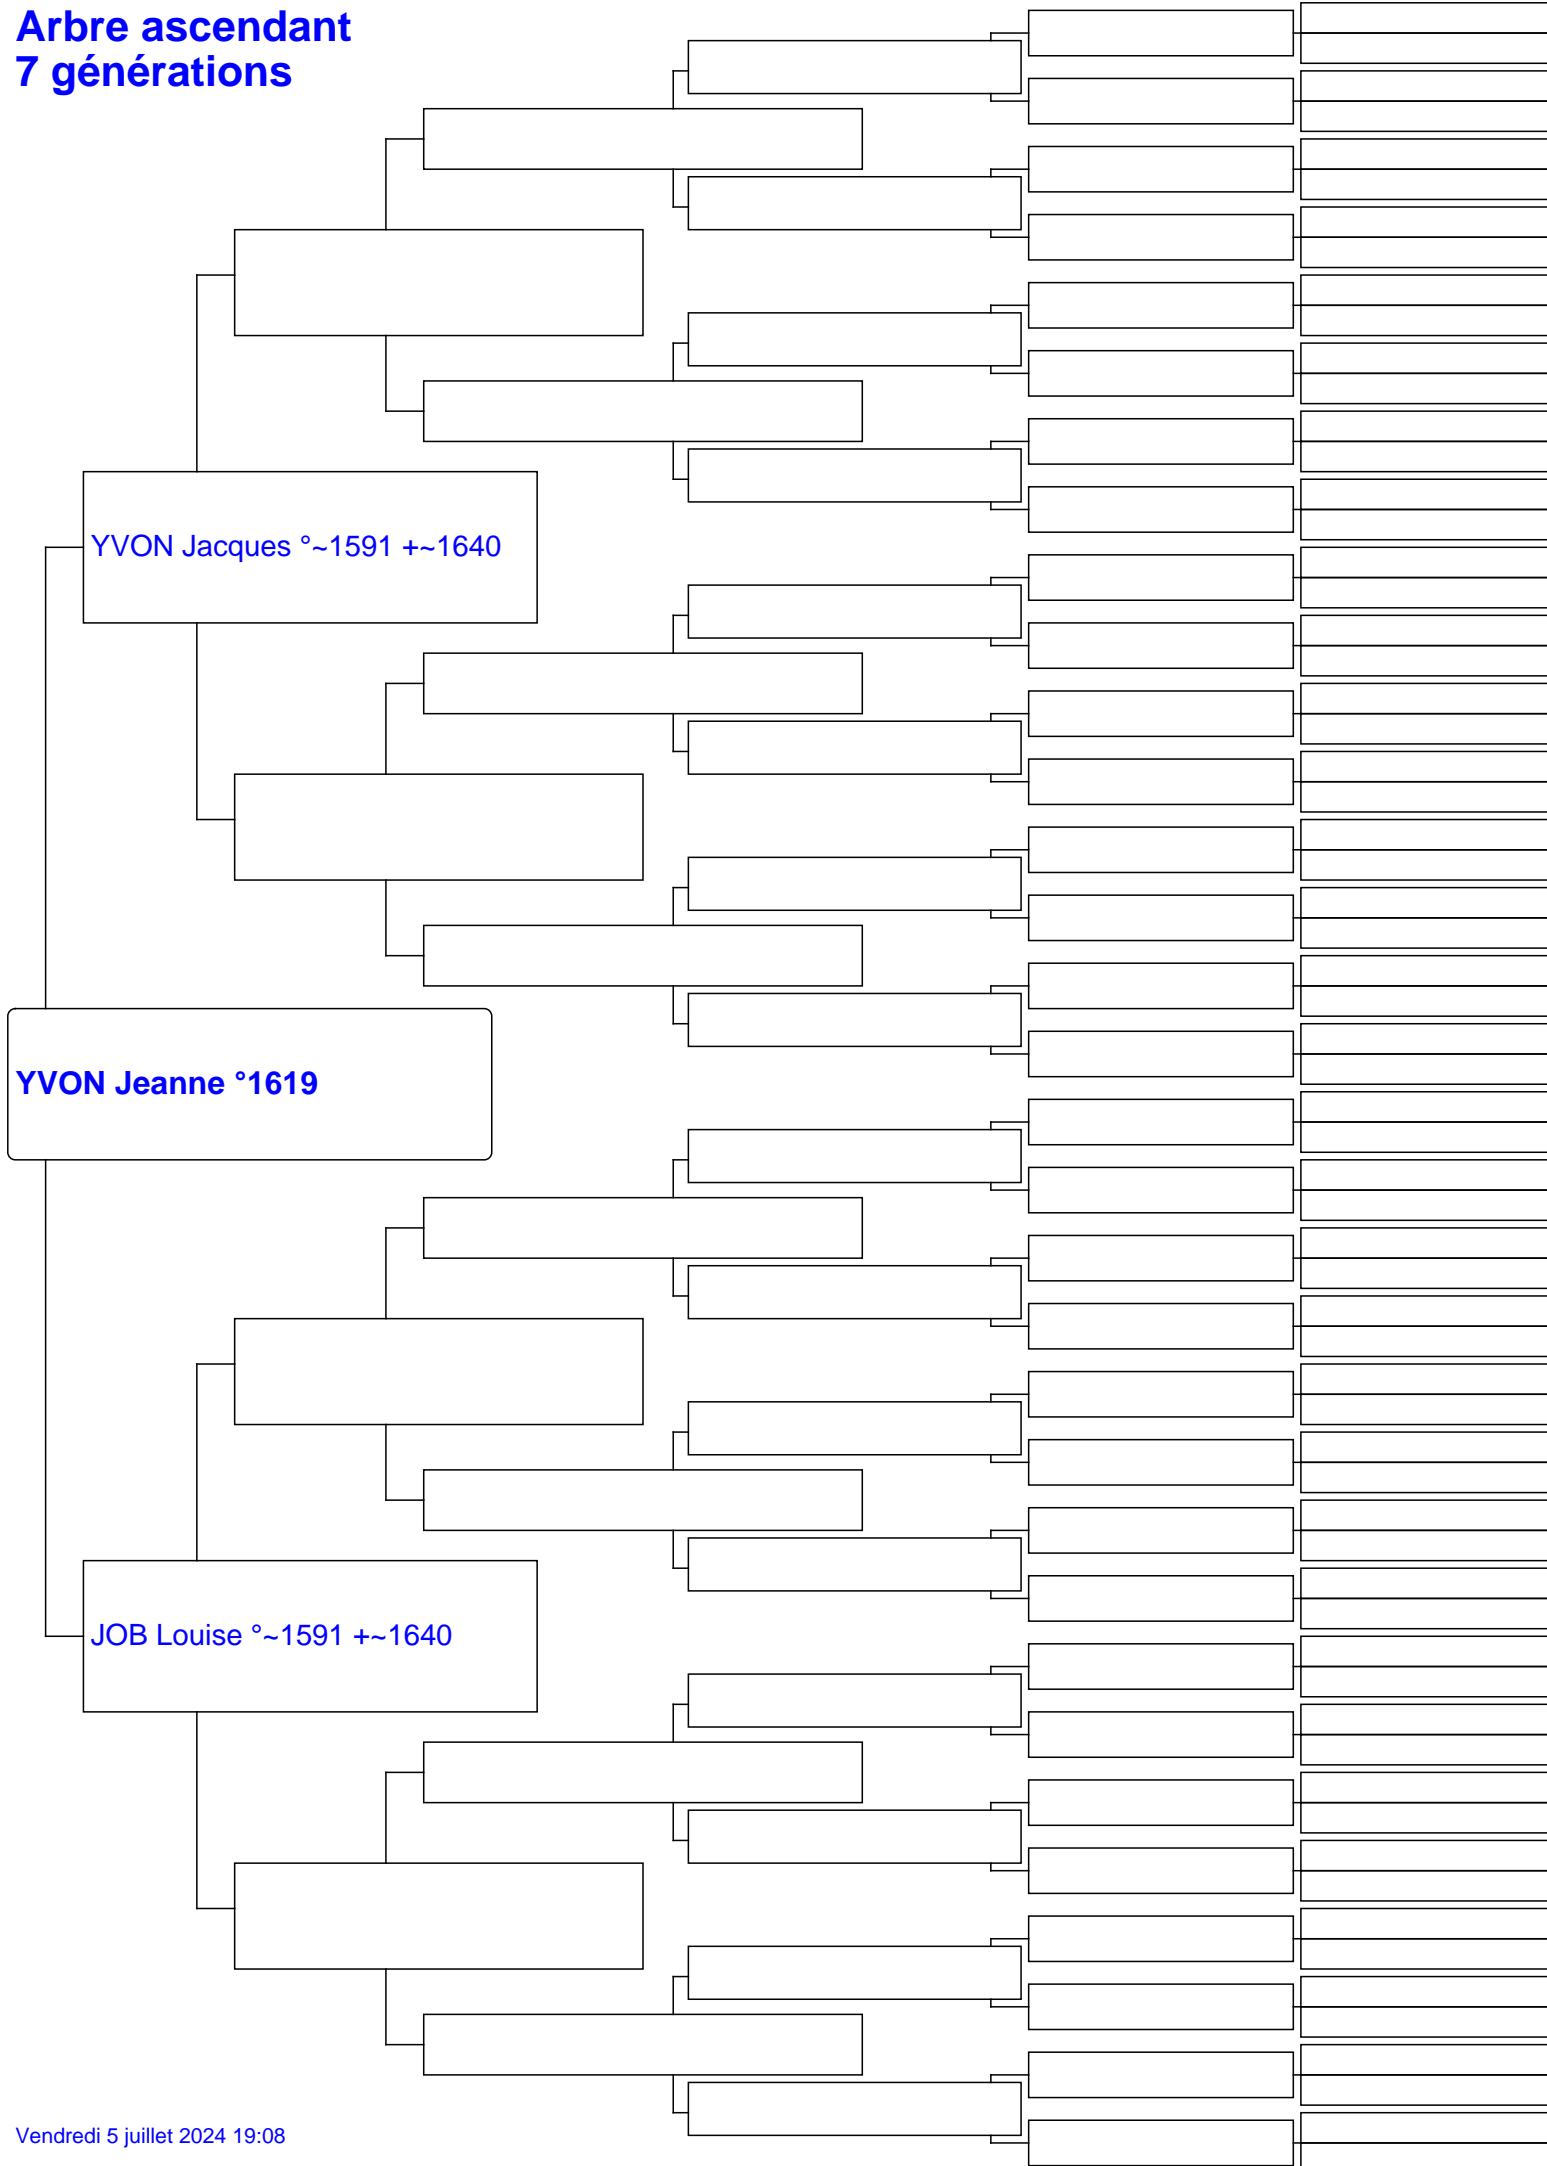 Arbre ascendant
7 générations
YVON Jacques °~1591 +~1640
YVON Jeanne °1619
JOB Louise °~1591 +~1640
Vendredi 5 juillet 2024 19:08